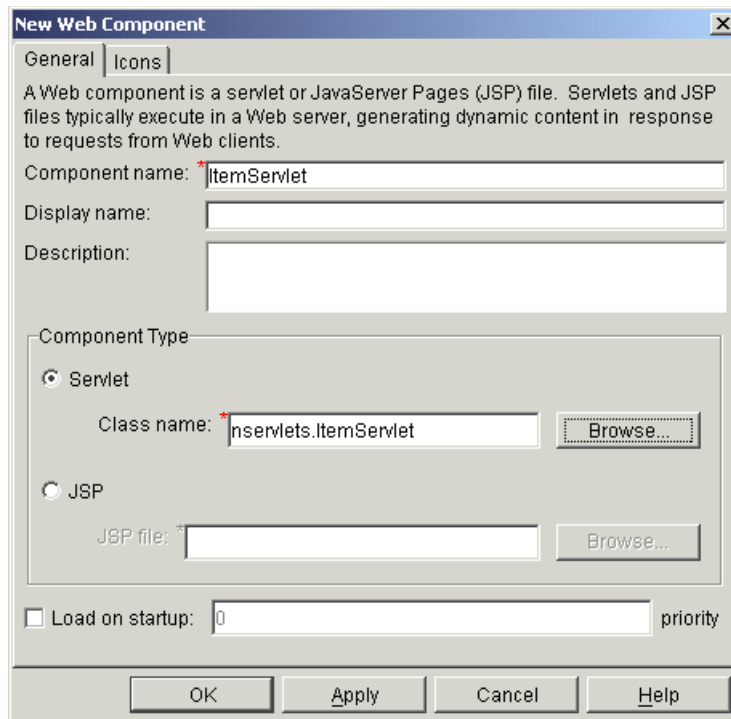 New Web Component
General Icons
A Web component is a servlet or JavaServer Pages (JSP) file. Servlets and JSP
files typically execute in a Web server, generating dynamic content in response
to requests from Web clients.
Component name: *ItemServlet
Display name:
Description:
Component Type
Servlet
Class name: *nservlets.ItemServlet Browse...
JSP
JSP file: * Browse...
Load on startup: 0 priority
OK Apply Cancel Help